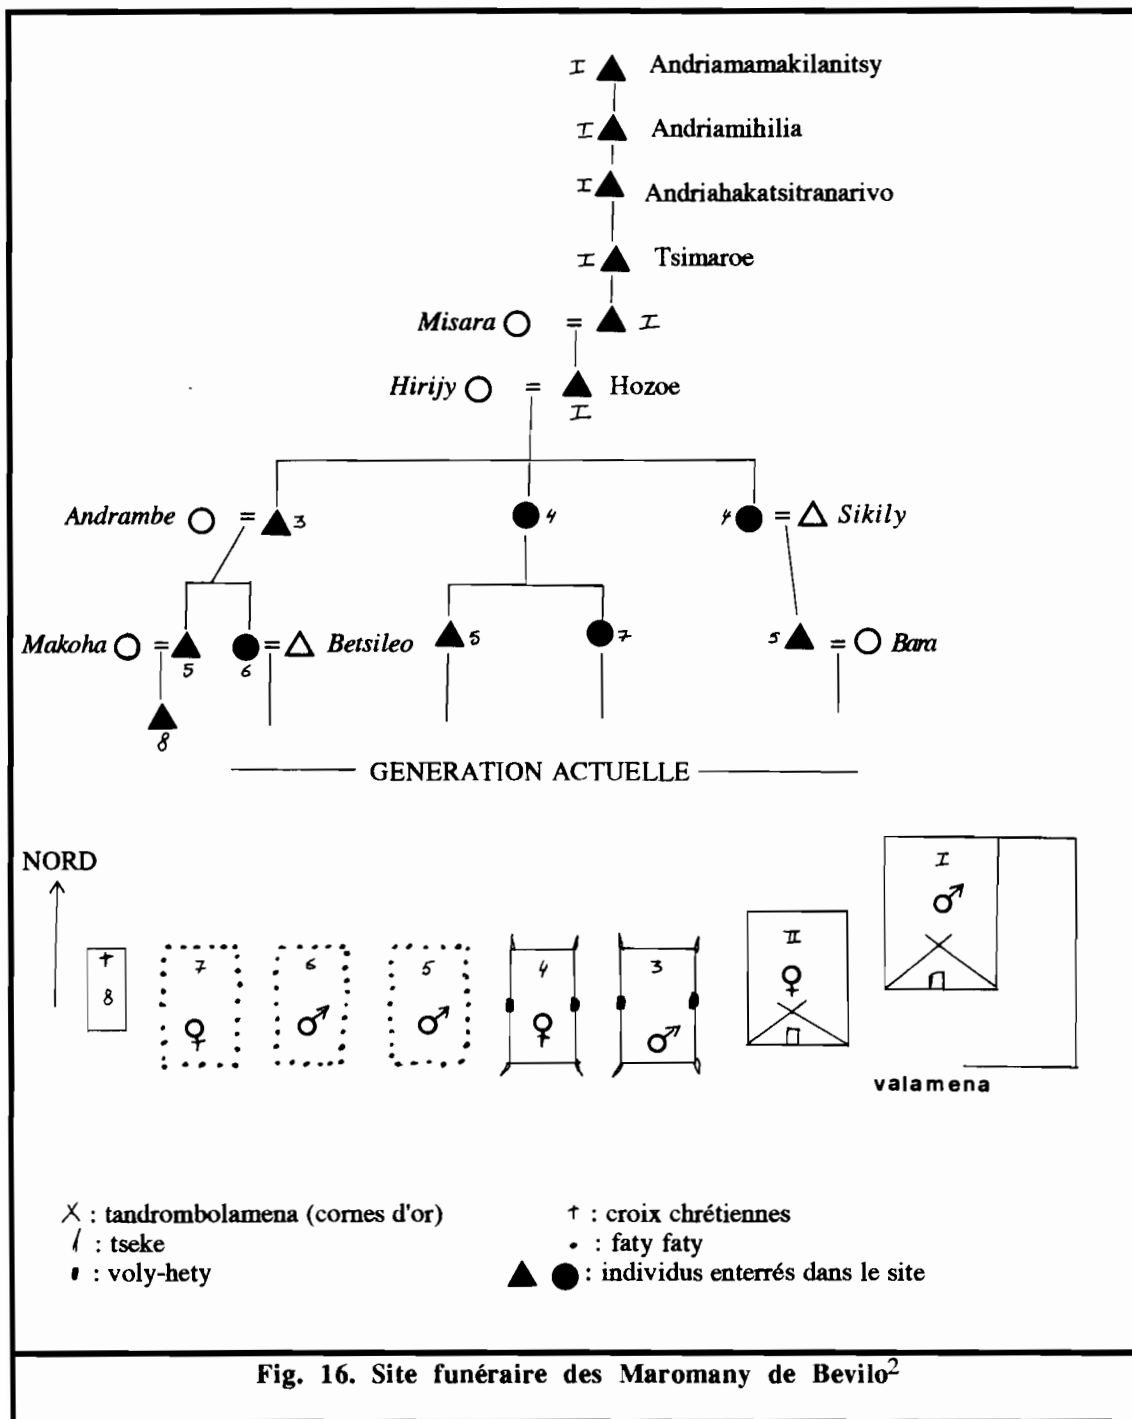 I Andriamamakilanitsy
I Andriamihilia
I Andriahakatsitranarivo
I Tsimaroe
Misara = I
Hirijy = Hozoe
I
Andrambe = 3
4
4 = Sikily
Makoha = 5
6 = Betsileo
5
7
5 = Bara
8
GENERATION ACTUELLE
NORD
† 8
7 ♀
6 ♂
5 ♂
4 ♀
3 ♂
II ♀
I ♂
valamena
X : tandrombolamena (cornes d'or)
: tseke
: voly-hety
† : croix chrétiennes
• : faty faty
▲ ● : individus enterrés dans le site
Fig. 16. Site funéraire des Maromany de Bevilo2